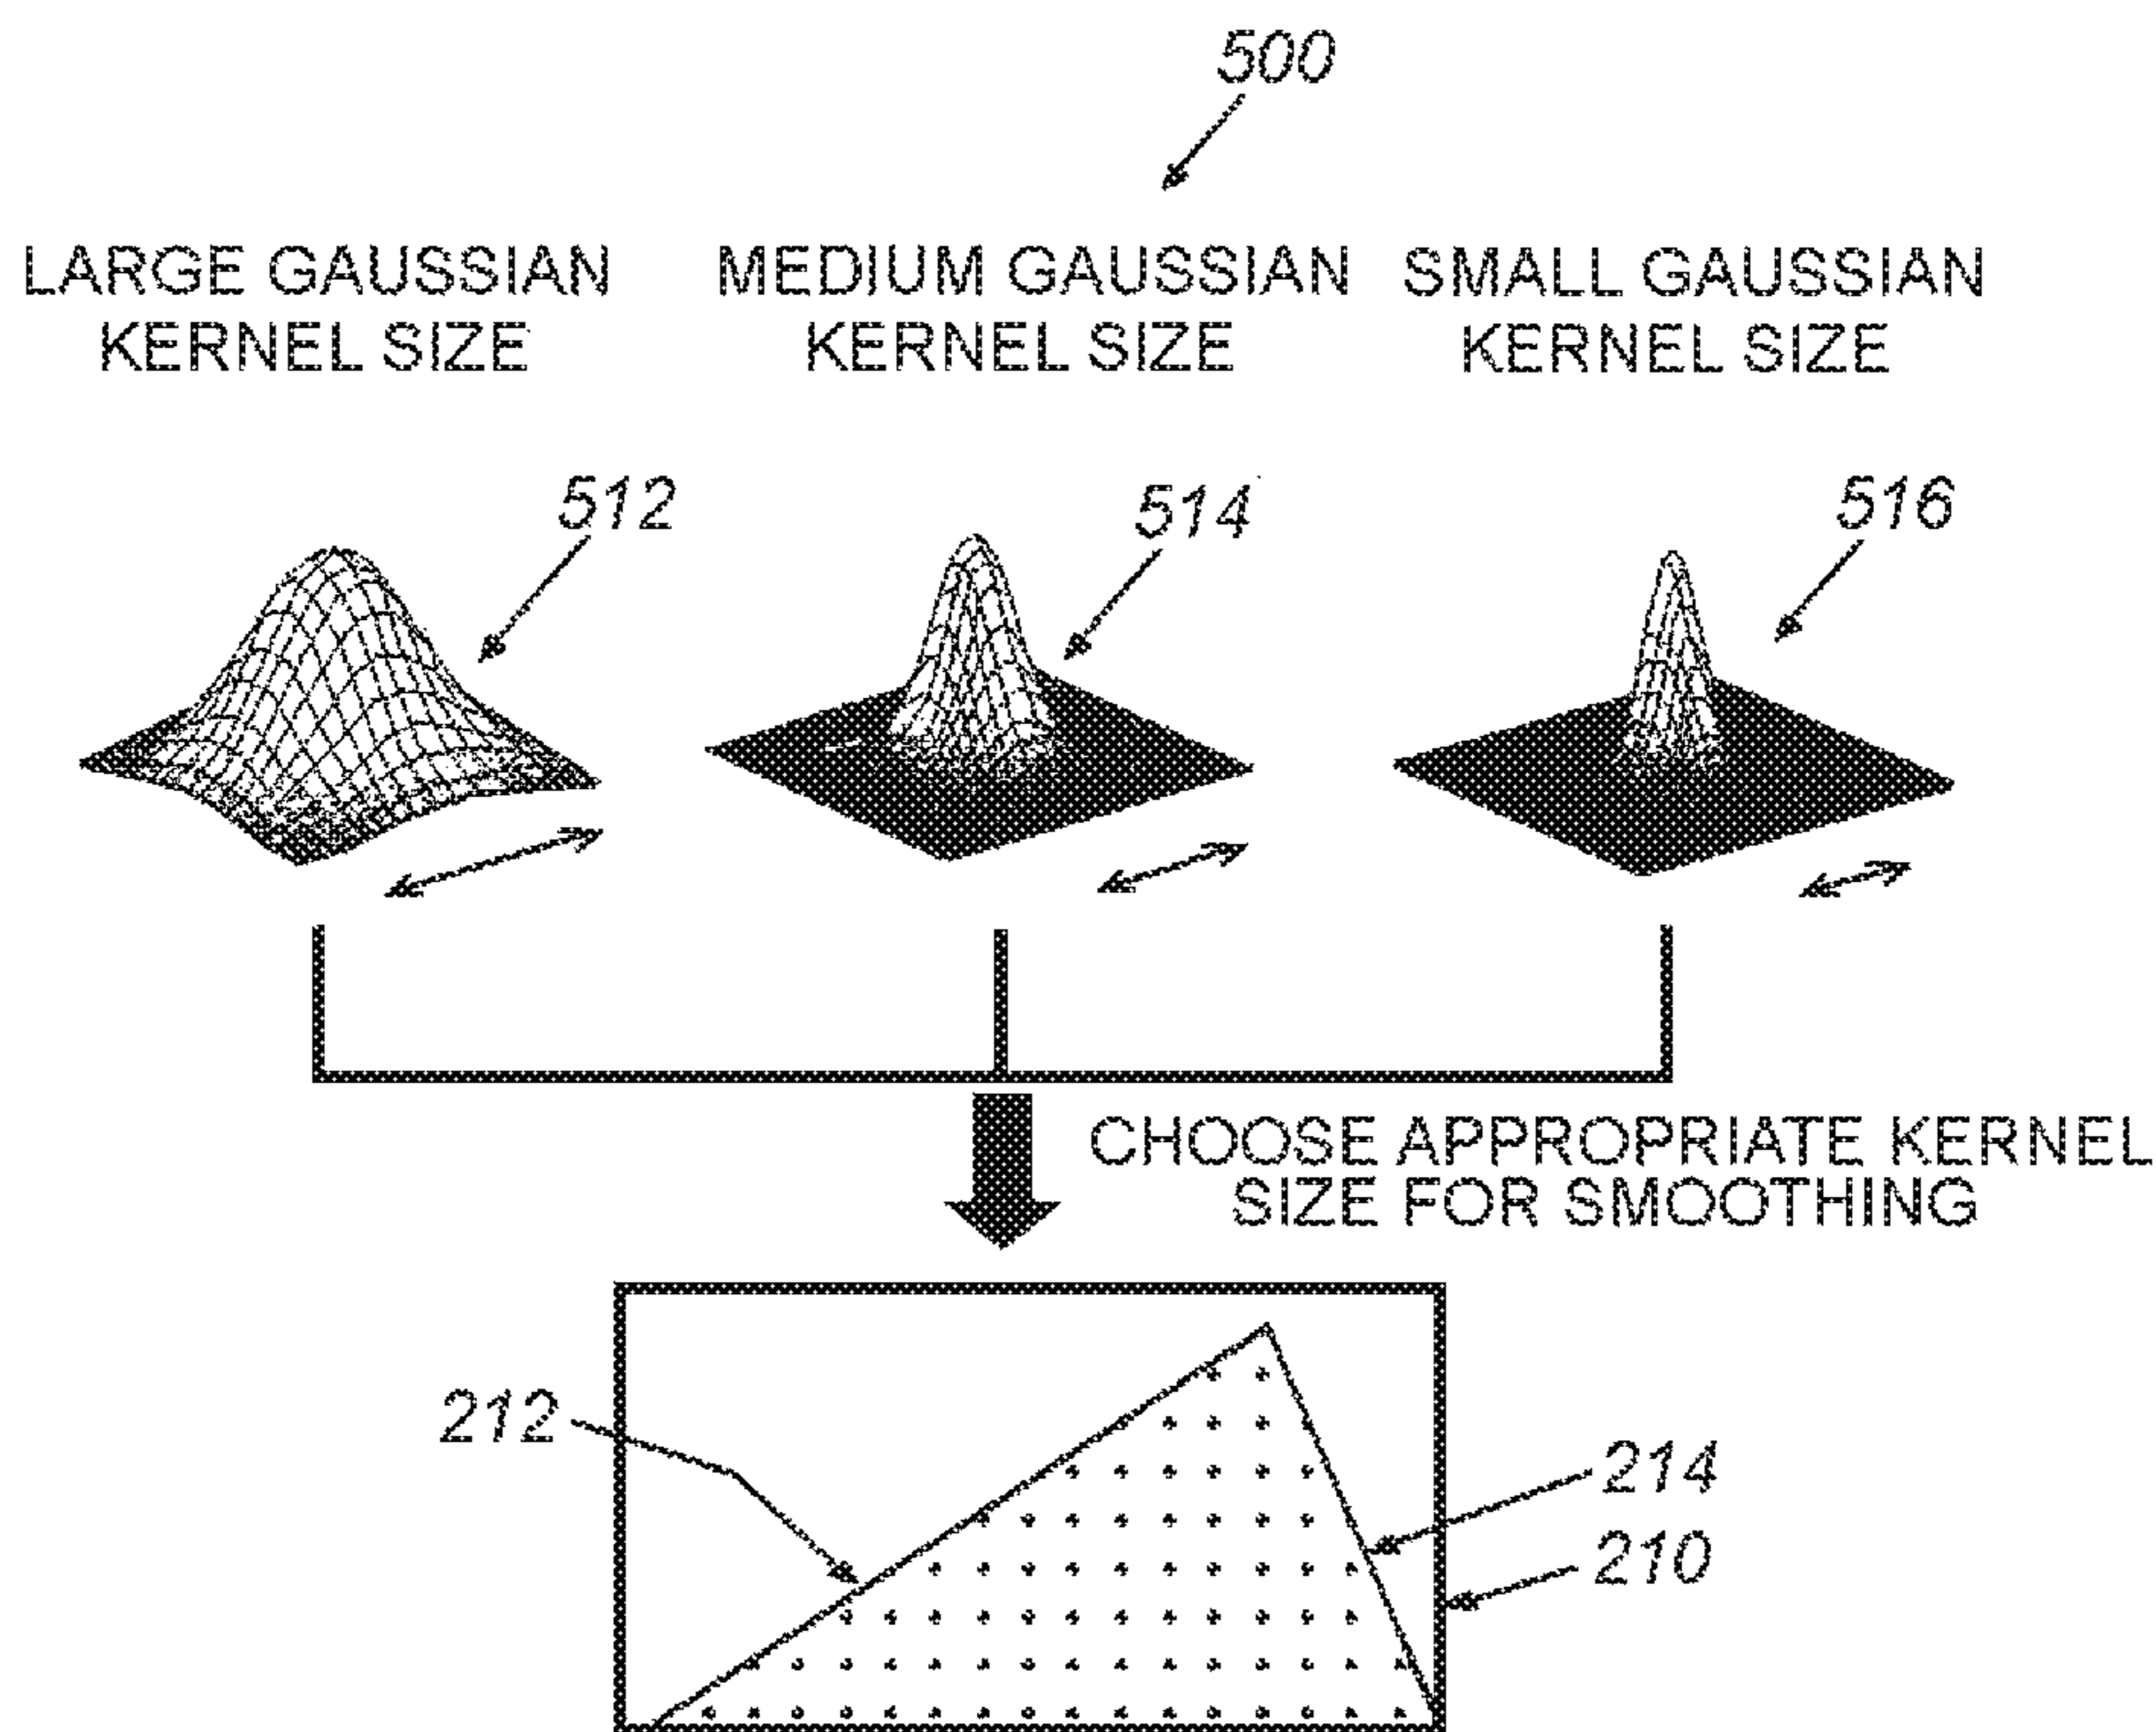 500
LARGE GAUSSIAN
KERNEL SIZE
MEDIUM GAUSSIAN
KERNEL SIZE
SMALL GAUSSIAN
KERNEL SIZE
512
514
516
CHOOSE APPROPRIATE KERNEL
SIZE FOR SMOOTHING
212
214
210